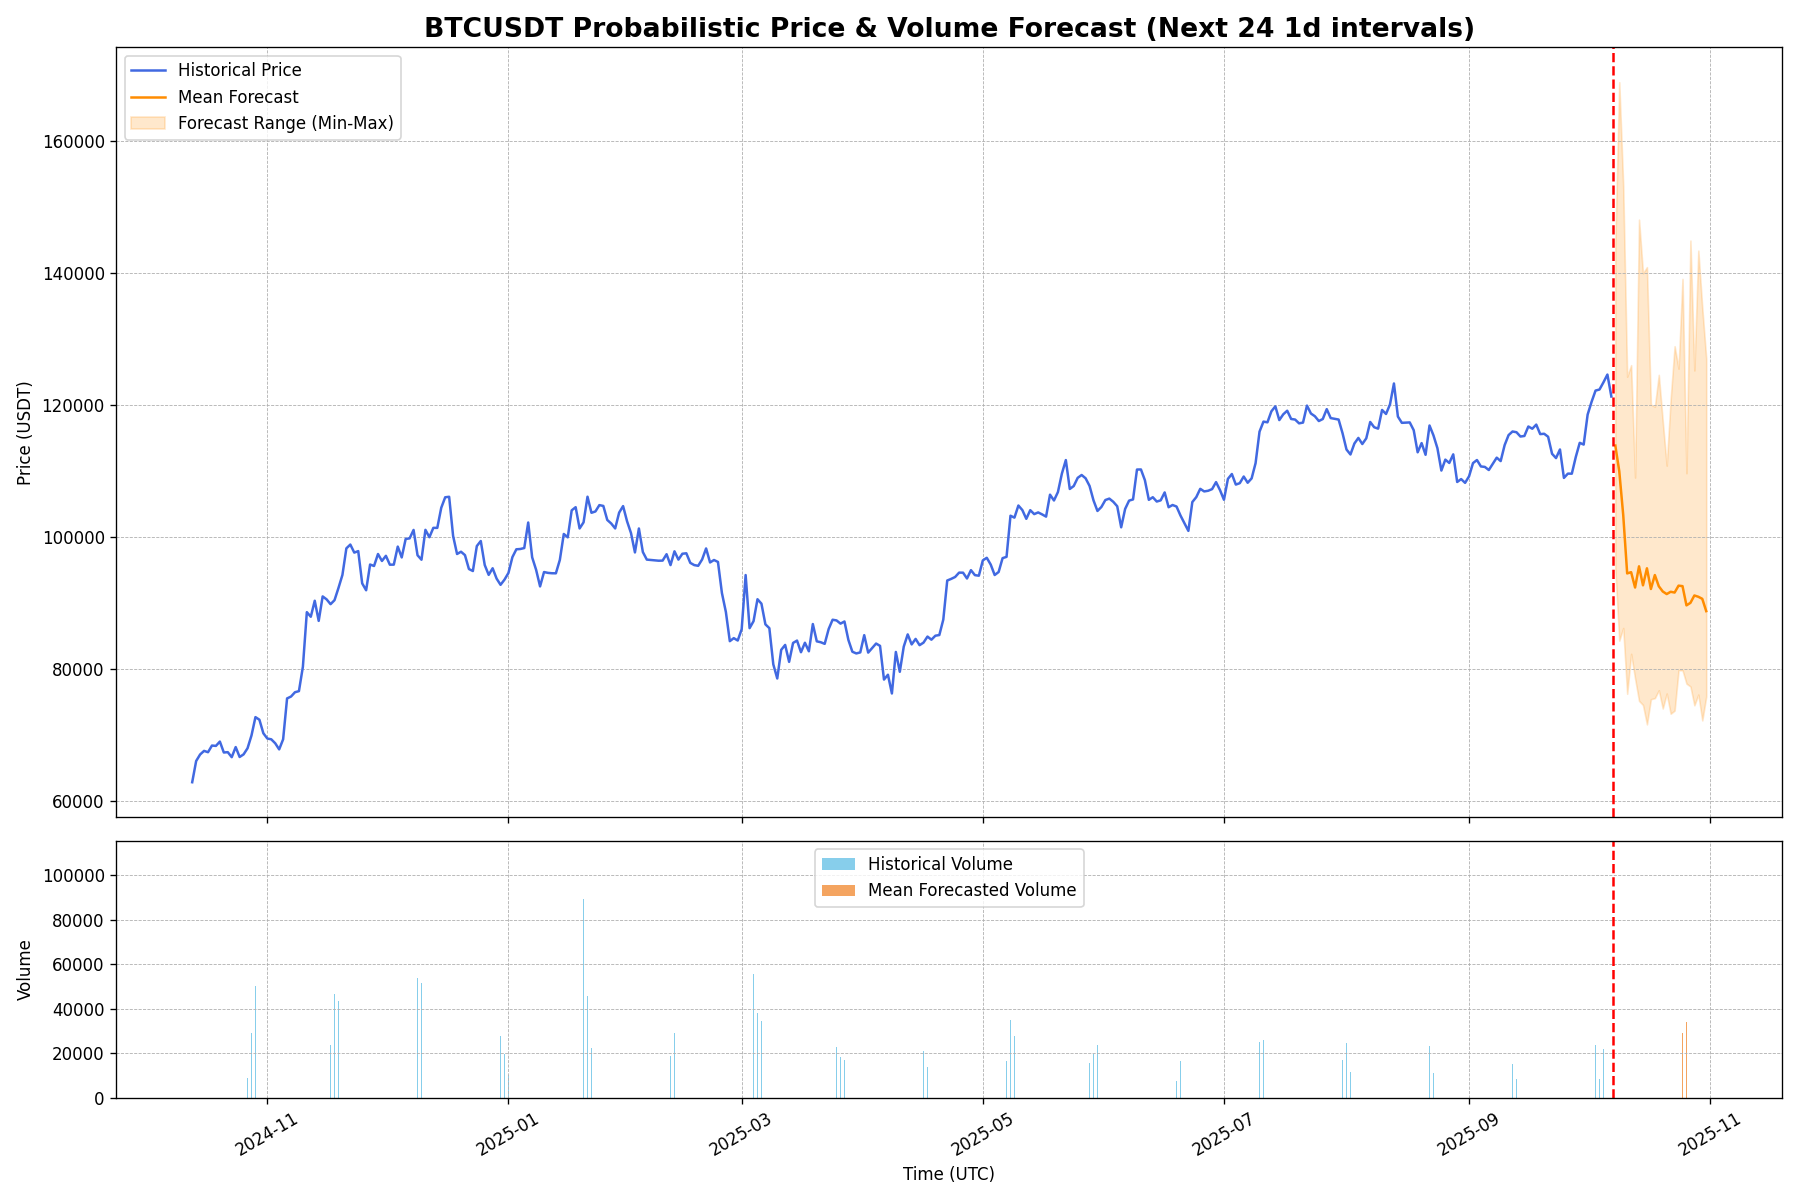 BTCUSDT Probabilistic Price & Volume Forecast (Next 24 1d intervals)
Historical Price
Mean Forecast
Forecast Range (Min-Max)
Price (USDT)
160000
140000
120000
100000
80000
60000
Historical Volume
Mean Forecasted Volume
Volume
100000
80000
60000
40000
20000
0
2024-11
2025-01
2025-03
2025-05
2025-07
2025-09
2025-11
Time (UTC)